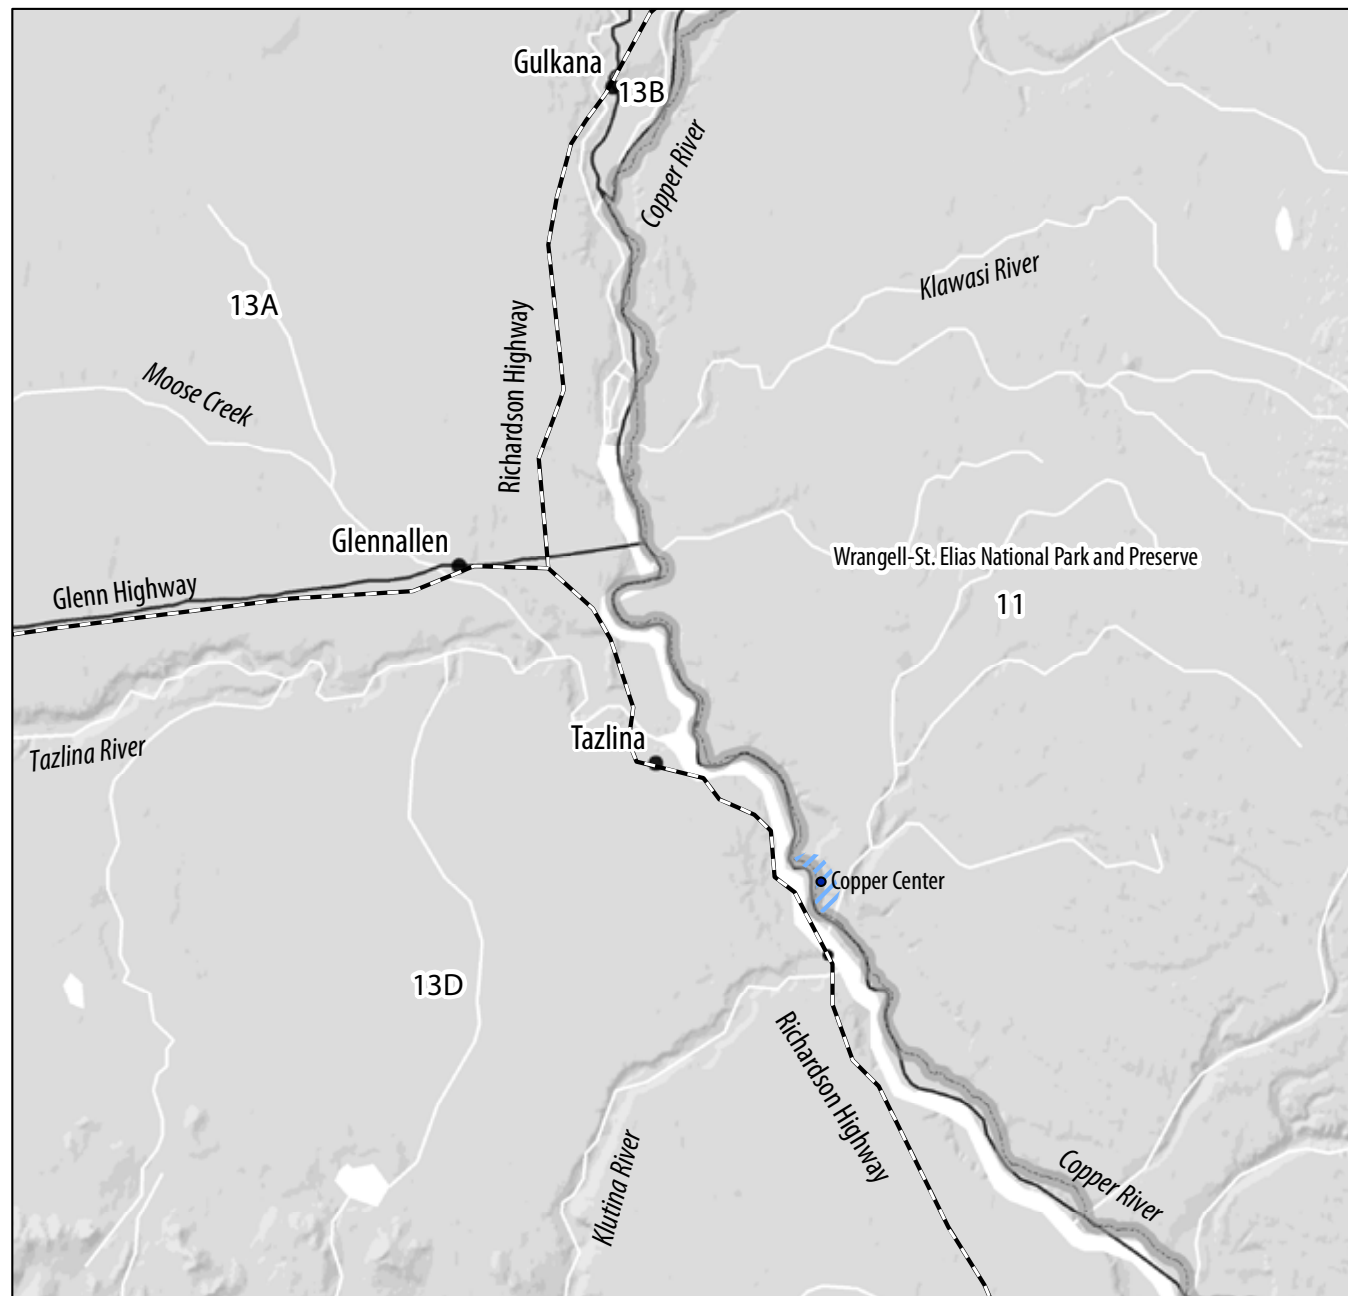 Gulkana
13B
Copper River
Klawasi River
13A
Richardson Highway
Moose Creek
Glennallen
Wrangell-St. Elias National Park and Preserve
Glenn Highway
11
Tazlina
Tazlina River
Copper Center
13D
Richardson Highway
Klutina River
Copper River